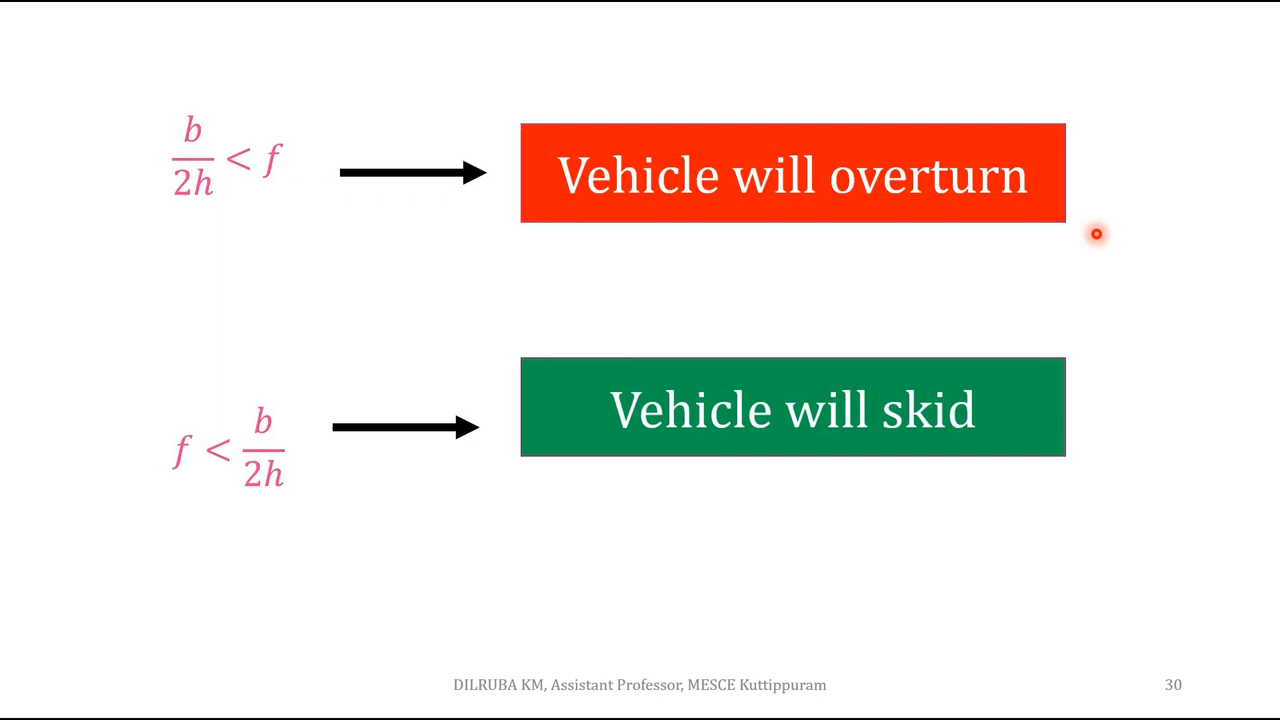 b/2h < f
Vehicle will overturn
f < b/2h
Vehicle will skid
DILRUBA KM, Assistant Professor, MESCE Kuttippuram
30